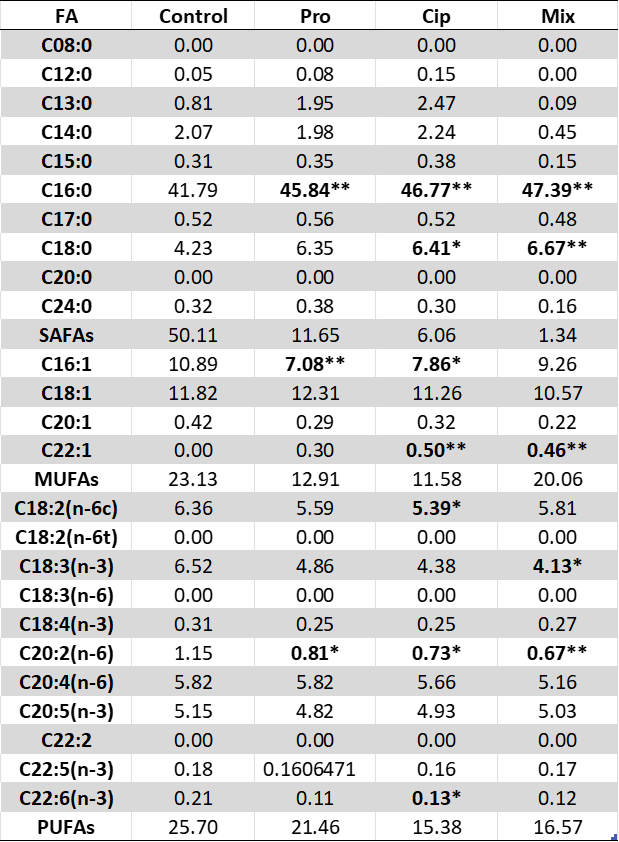 FA Control Pro Cip Mix
C08:0 0.00 0.00 0.00 0.00
C12:0 0.05 0.08 0.15 0.00
C13:0 0.81 1.95 2.47 0.09
C14:0 2.07 1.98 2.24 0.45
C15:0 0.31 0.35 0.38 0.15
C16:0 41.79 45.84** 46.77** 47.39**
C17:0 0.52 0.56 0.52 0.48
C18:0 4.23 6.35 6.41* 6.67**
C20:0 0.00 0.00 0.00 0.00
C24:0 0.32 0.38 0.30 0.16
SAFAs 50.11 11.65 6.06 1.34
C16:1 10.89 7.08** 7.86* 9.26
C18:1 11.82 12.31 11.26 10.57
C20:1 0.42 0.29 0.32 0.22
C22:1 0.00 0.30 0.50** 0.46**
MUFAs 23.13 12.91 11.58 20.06
C18:2(n-6c) 6.36 5.59 5.39* 5.81
C18:2(n-6t) 0.00 0.00 0.00 0.00
C18:3(n-3) 6.52 4.86 4.38 4.13*
C18:3(n-6) 0.00 0.00 0.00 0.00
C18:4(n-3) 0.31 0.25 0.25 0.27
C20:2(n-6) 1.15 0.81* 0.73* 0.67**
C20:4(n-6) 5.82 5.82 5.66 5.16
C20:5(n-3) 5.15 4.82 4.93 5.03
C22:2 0.00 0.00 0.00 0.00
C22:5(n-3) 0.18 0.1606471 0.16 0.17
C22:6(n-3) 0.21 0.11 0.13* 0.12
PUFAs 25.70 21.46 15.38 16.57